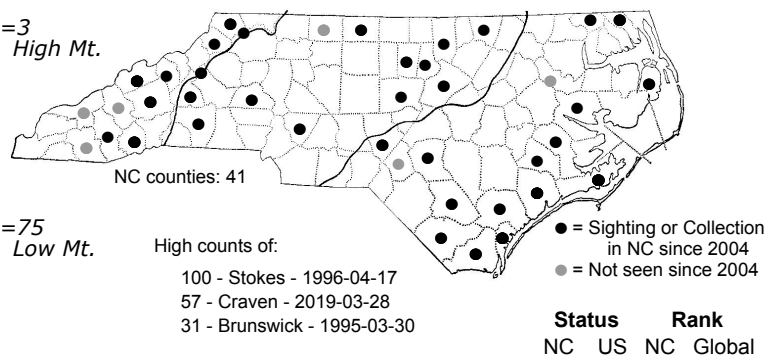 =3
High Mt.
NC counties: 41
=75
Low Mt.
High counts of:
100 - Stokes - 1996-04-17
57 - Craven - 2019-03-28
31 - Brunswick - 1995-03-30
● = Sighting or Collection
in NC since 2004
● = Not seen since 2004
Status Rank
NC US NC Global